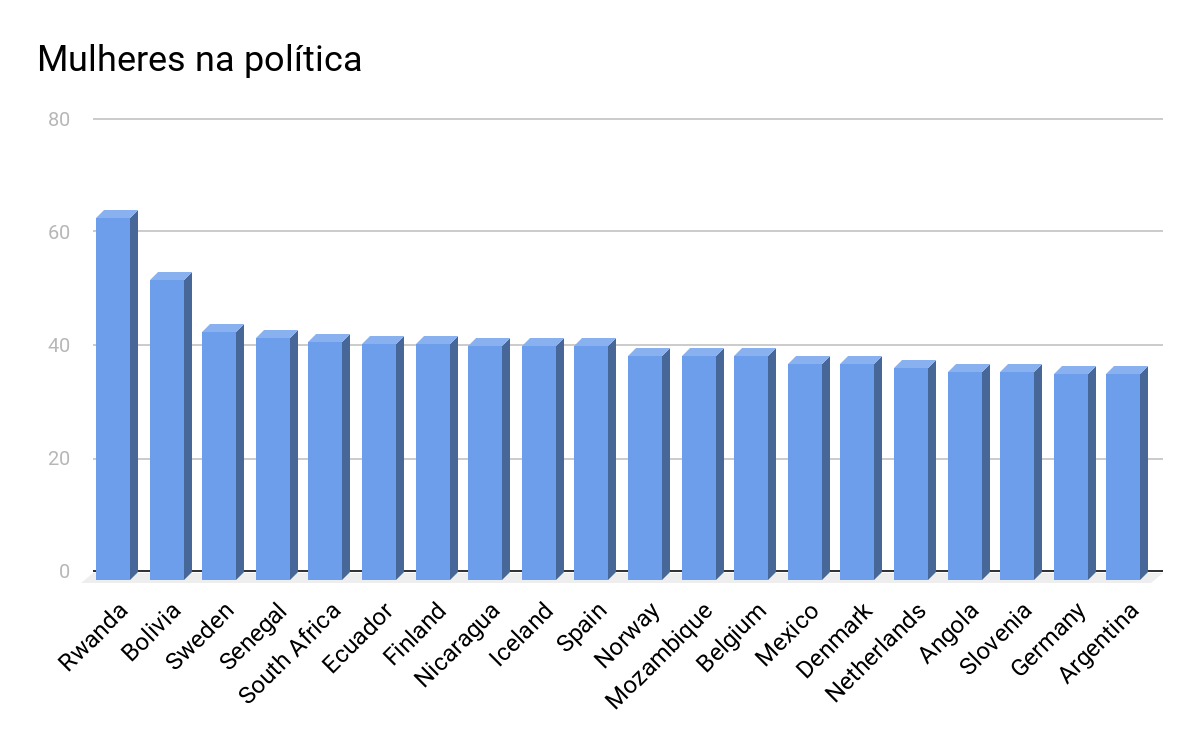 Mulheres na política
80
60
40
20
0
Rwanda
Bolivia
Sweden
Senegal
South Africa
Ecuador
Finland
Nicaragua
Iceland
Spain
Norway
Mozambique
Belgium
Mexico
Denmark
Netherlands
Angola
Slovenia
Germany
Argentina